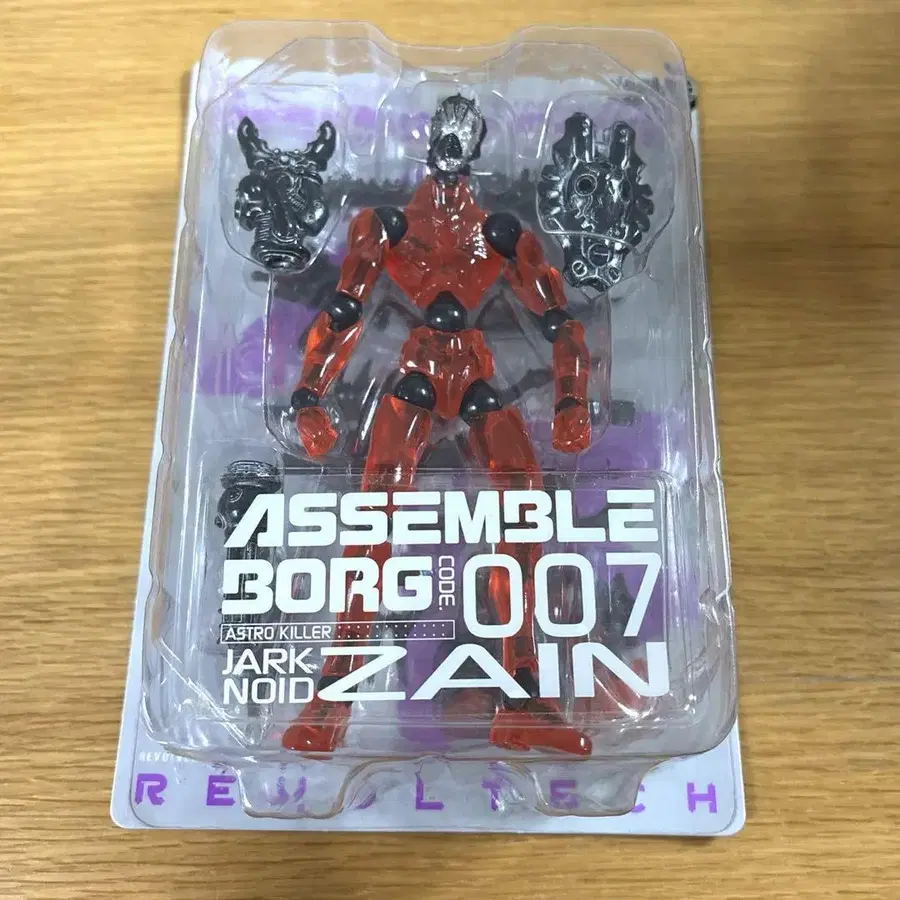 ASSEMBLE
BORG
CODE.
007
ASTRO KILLER
JARK
NOID
ZAIN
REVOLTECH